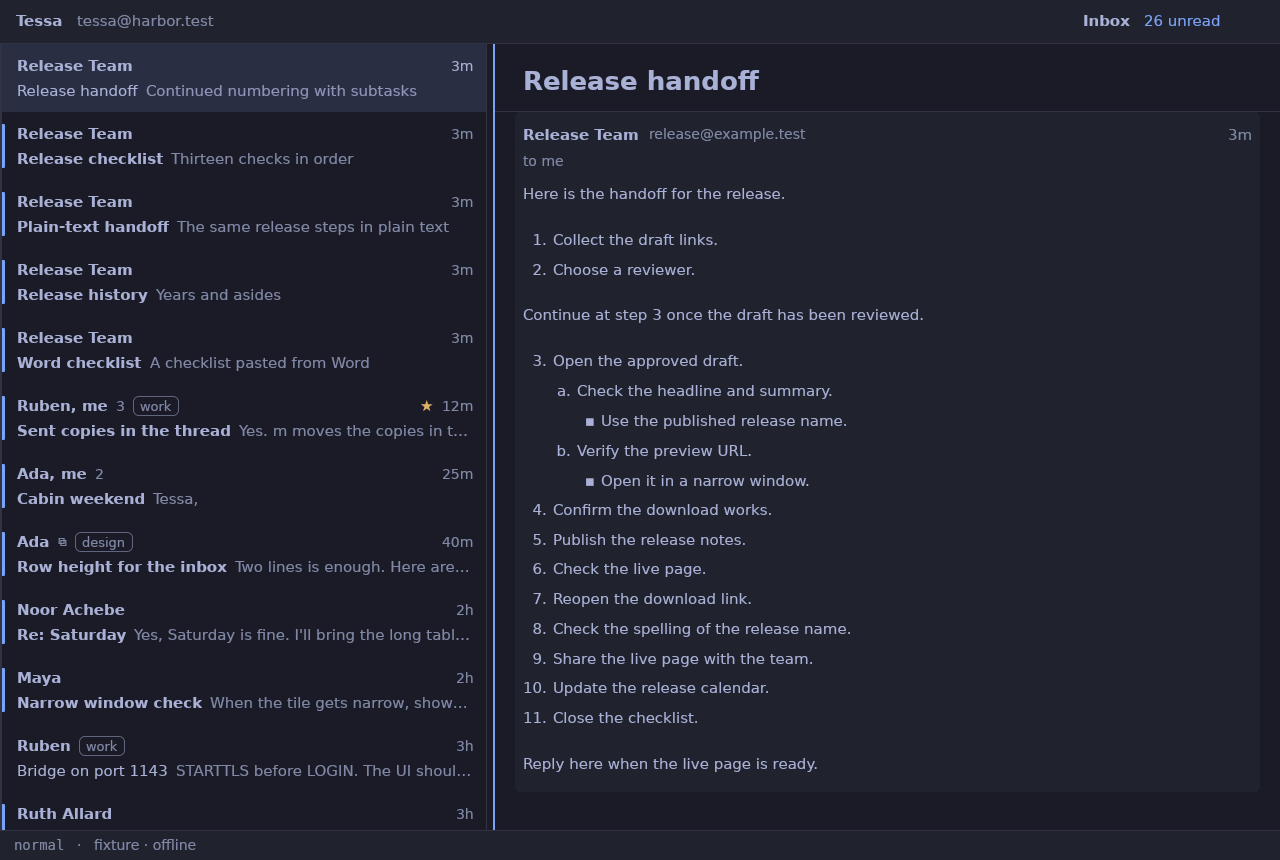 Tessa tessa@harbor.test
Inbox 26 unread
Release Team 3m
Release handoff Continued numbering with subtasks
Release Team 3m
Release checklist Thirteen checks in order
Release Team 3m
Plain-text handoff The same release steps in plain text
Release Team 3m
Release history Years and asides
Release Team 3m
Word checklist A checklist pasted from Word
Ruben, me 3 work ★ 12m
Sent copies in the thread Yes. m moves the copies in t…
Ada, me 2 25m
Cabin weekend Tessa,
Ada ⧉ design 40m
Row height for the inbox Two lines is enough. Here are…
Noor Achebe 2h
Re: Saturday Yes, Saturday is fine. I'll bring the long tabl…
Maya 2h
Narrow window check When the tile gets narrow, show…
Ruben work 3h
Bridge on port 1143 STARTTLS before LOGIN. The UI shoul…
Ruth Allard 3h
Release handoff
Release Team release@example.test 3m
to me
Here is the handoff for the release.
1. Collect the draft links.
2. Choose a reviewer.
Continue at step 3 once the draft has been reviewed.
3. Open the approved draft.
a. Check the headline and summary.
▪ Use the published release name.
b. Verify the preview URL.
▪ Open it in a narrow window.
4. Confirm the download works.
5. Publish the release notes.
6. Check the live page.
7. Reopen the download link.
8. Check the spelling of the release name.
9. Share the live page with the team.
10. Update the release calendar.
11. Close the checklist.
Reply here when the live page is ready.
normal · fixture · offline